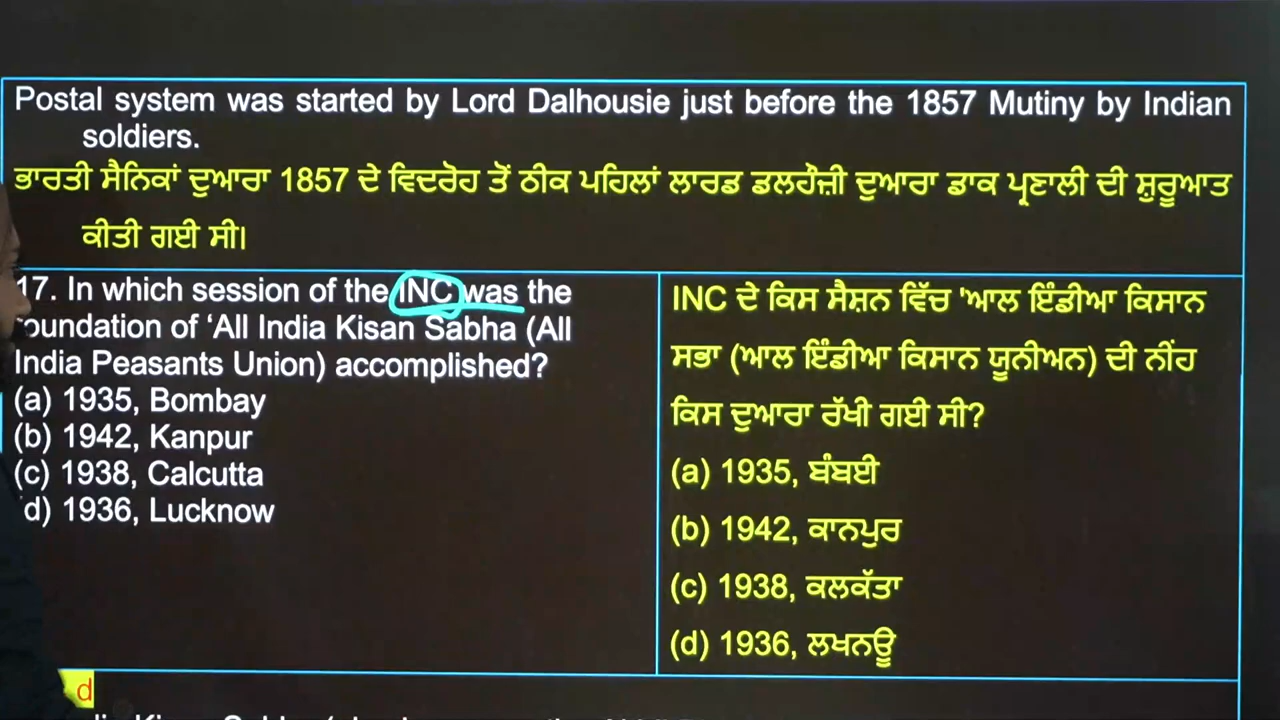 Postal system was started by Lord Dalhousie just before the 1857 Mutiny by Indian
soldiers.
ਭਾਰਤੀ ਸੈਨਿਕਾਂ ਦੁਆਰਾ 1857 ਦੇ ਵਿਦਰੋਹ ਤੋਂ ਠੀਕ ਪਹਿਲਾਂ ਲਾਰਡ ਡਲਹੌਜ਼ੀ ਦੁਆਰਾ ਡਾਕ ਪ੍ਰਣਾਲੀ ਦੀ ਸ਼ੁਰੂਆਤ
ਕੀਤੀ ਗਈ ਸੀ।
17. In which session of the INC was the
oundation of ‘All India Kisan Sabha (All
India Peasants Union) accomplished?
(a) 1935, Bombay
(b) 1942, Kanpur
(c) 1938, Calcutta
d) 1936, Lucknow
INC ਦੇ ਕਿਸ ਸੈਸ਼ਨ ਵਿੱਚ 'ਆਲ ਇੰਡੀਆ ਕਿਸਾਨ
ਸਭਾ (ਆਲ ਇੰਡੀਆ ਕਿਸਾਨ ਯੂਨੀਅਨ) ਦੀ ਨੀਂਹ
ਕਿਸ ਦੁਆਰਾ ਰੱਖੀ ਗਈ ਸੀ?
(a) 1935, ਬੰਬਈ
(b) 1942, ਕਾਨਪੁਰ
(c) 1938, ਕਲਕੱਤਾ
(d) 1936, ਲਖਨਊ
d